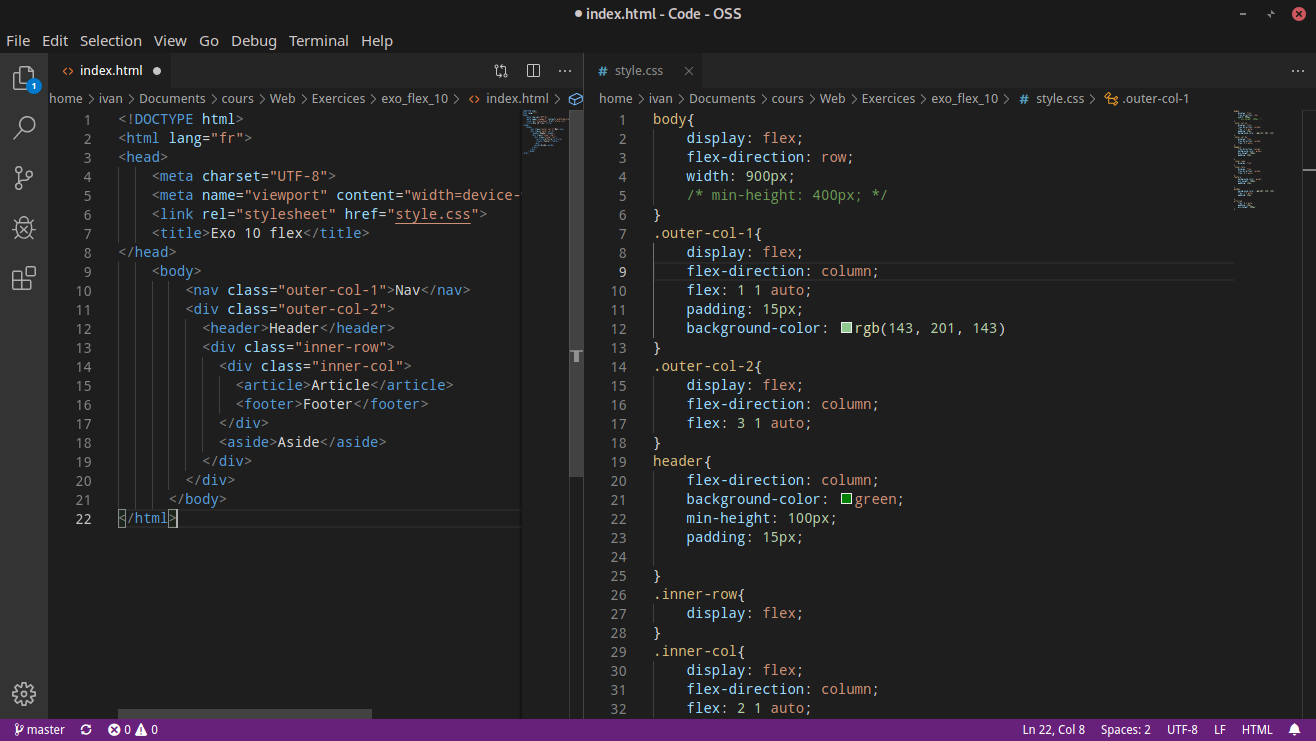 index.html - Code - OSS
File Edit Selection View Go Debug Terminal Help
index.html
home > ivan > Documents > cours > Web > Exercices > exo_flex_10 > index.html >
1 <!DOCTYPE html>
2 <html lang="fr">
3 <head>
4     <meta charset="UTF-8">
5     <meta name="viewport" content="width=device-
6     <link rel="stylesheet" href="style.css">
7     <title>Exo 10 flex</title>
8 </head>
9     <body>
10         <nav class="outer-col-1">Nav</nav>
11         <div class="outer-col-2">
12           <header>Header</header>
13           <div class="inner-row">
14             <div class="inner-col">
15               <article>Article</article>
16               <footer>Footer</footer>
17             </div>
18             <aside>Aside</aside>
19           </div>
20         </div>
21       </body>
22 </html>
style.css
home > ivan > Documents > cours > Web > Exercices > exo_flex_10 > style.css > .outer-col-1
1 body{
2     display: flex;
3     flex-direction: row;
4     width: 900px;
5     /* min-height: 400px; */
6 }
7 .outer-col-1{
8     display: flex;
9     flex-direction: column;
10     flex: 1 1 auto;
11     padding: 15px;
12     background-color: rgb(143, 201, 143)
13 }
14 .outer-col-2{
15     display: flex;
16     flex-direction: column;
17     flex: 3 1 auto;
18 }
19 header{
20     flex-direction: column;
21     background-color: green;
22     min-height: 100px;
23     padding: 15px;
24
25 }
26 .inner-row{
27     display: flex;
28 }
29 .inner-col{
30     display: flex;
31     flex-direction: column;
32     flex: 2 1 auto;
1
master 0 0 Ln 22, Col 8 Spaces: 2 UTF-8 LF HTML